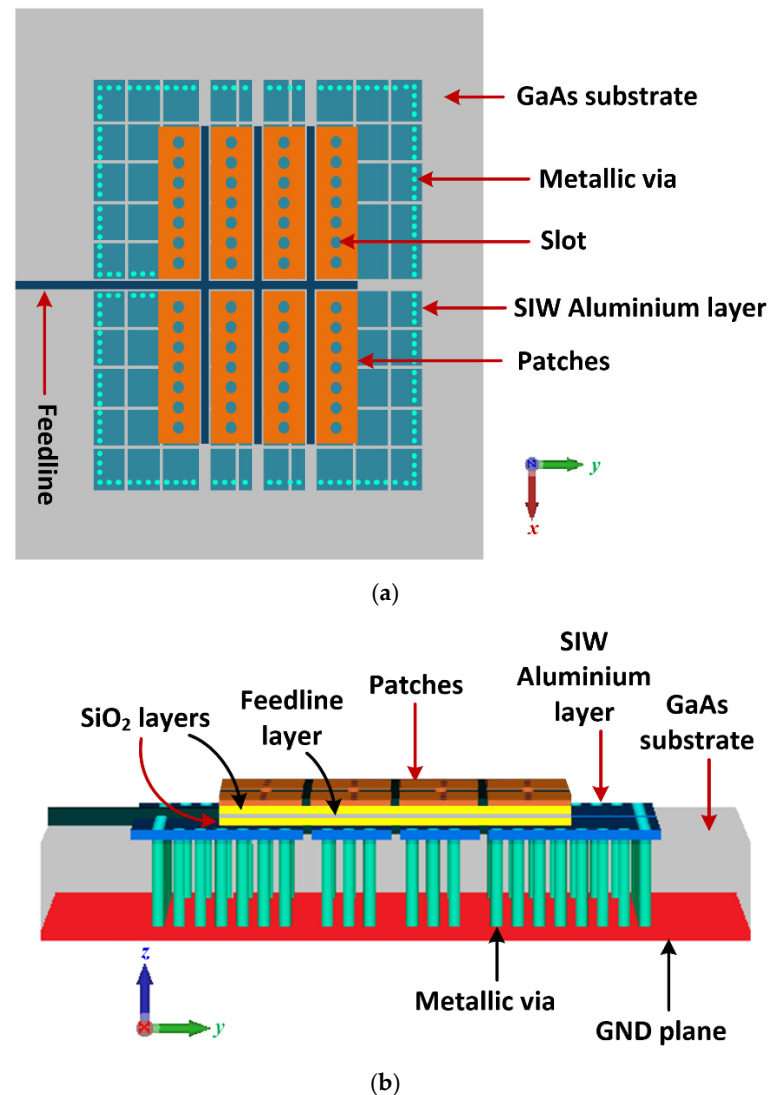 GaAs substrate
Metallic via
Slot
SIW Aluminium layer
Patches
Feedline
y
x
(a)
SIW
Aluminium
layer
Patches
GaAs
substrate
Feedline
layer
SiO₂ layers
z
y
Metallic via
GND plane
(b)